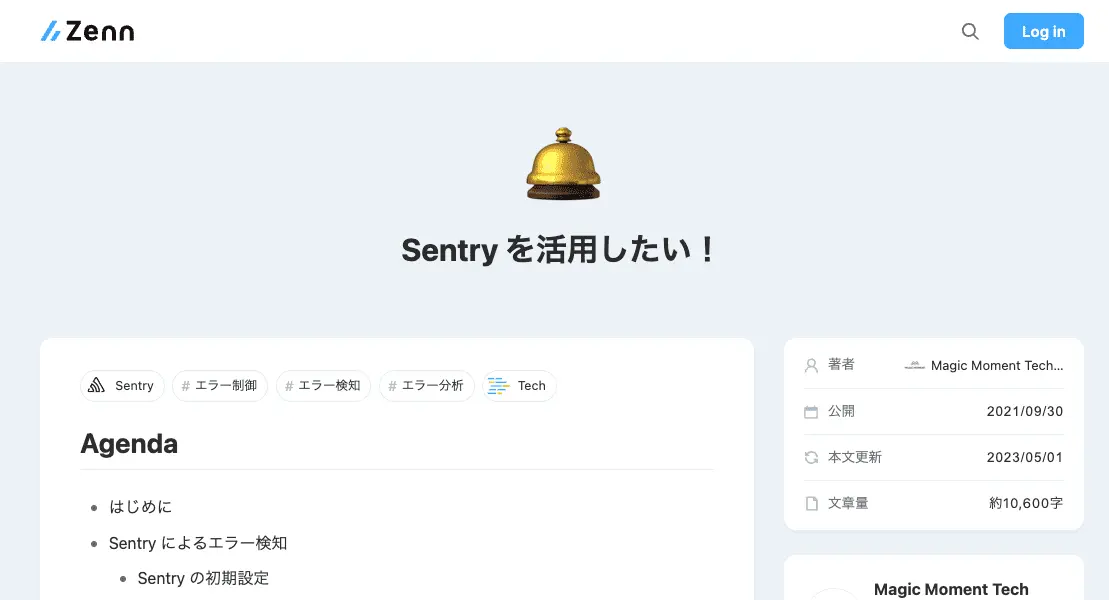 Zenn
Log in
Sentry を活用したい！
Sentry
# エラー制御
# エラー検知
# エラー分析
Tech
Agenda
はじめに
Sentry によるエラー検知
Sentry の初期設定
著者 Magic Moment Tech...
公開 2021/09/30
本文更新 2023/05/01
文章量 約10,600字
Magic Moment Tech